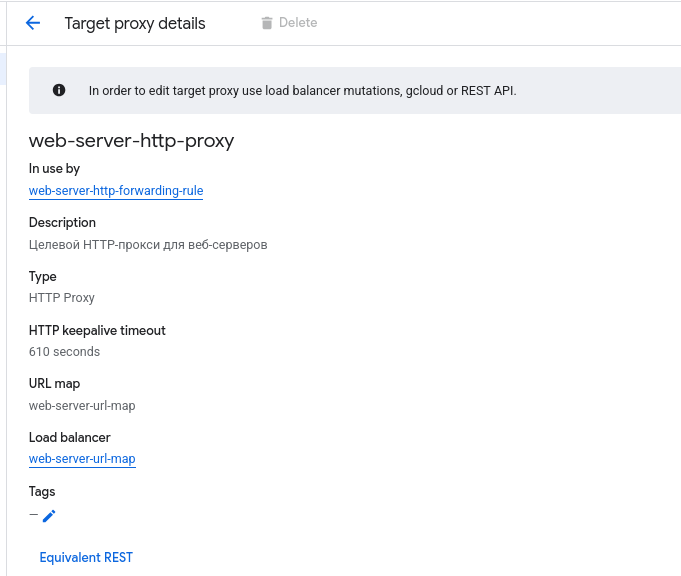 Target proxy details
Delete
In order to edit target proxy use load balancer mutations, gcloud or REST API.
web-server-http-proxy
In use by
web-server-http-forwarding-rule
Description
Целевой HTTP-прокси для веб-серверов
Type
HTTP Proxy
HTTP keepalive timeout
610 seconds
URL map
web-server-url-map
Load balancer
web-server-url-map
Tags
—
Equivalent REST